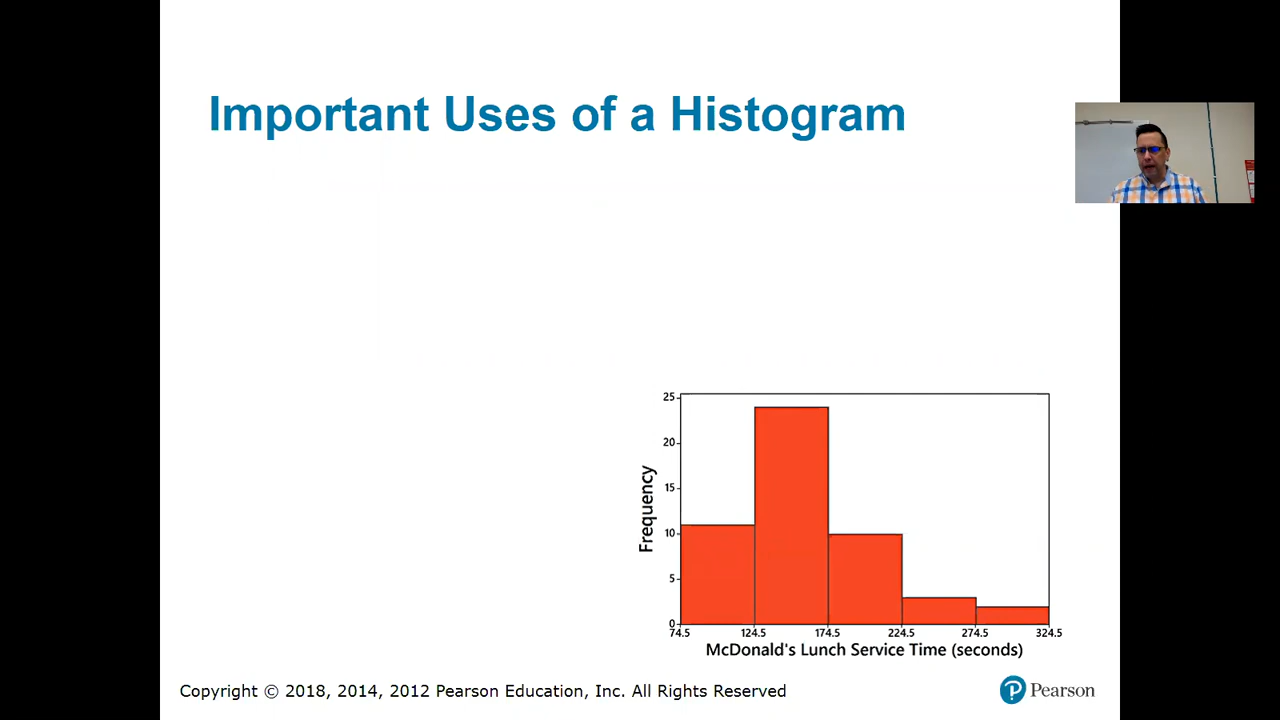 Important Uses of a Histogram
25
20
15
10
5
0
Frequency
74.5 124.5 174.5 224.5 274.5 324.5
McDonald's Lunch Service Time (seconds)
Copyright © 2018, 2014, 2012 Pearson Education, Inc. All Rights Reserved
Pearson